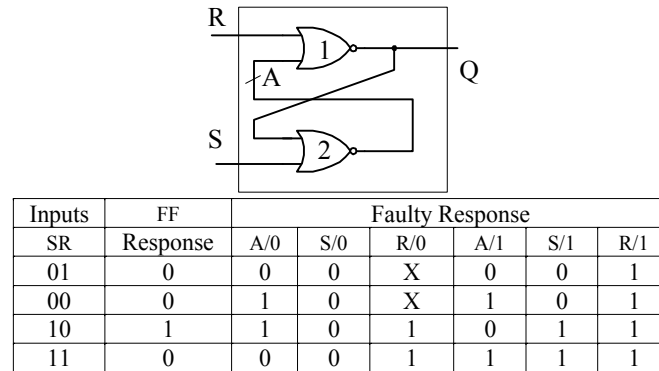 R
1
A
Q
S
2
Inputs FF Faulty Response
SR Response A/0 S/0 R/0 A/1 S/1 R/1
01 0 0 0 X 0 0 1
00 0 1 0 X 1 0 1
10 1 1 0 1 0 1 1
11 0 0 0 1 1 1 1